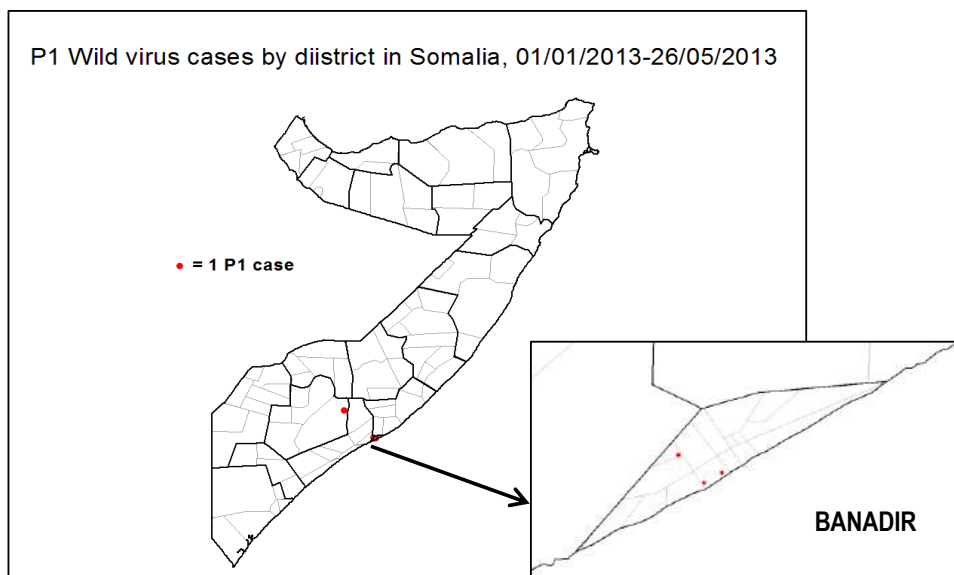 P1 Wild virus cases by diistrict in Somalia, 01/01/2013-26/05/2013
= 1 P1 case
BANADIR